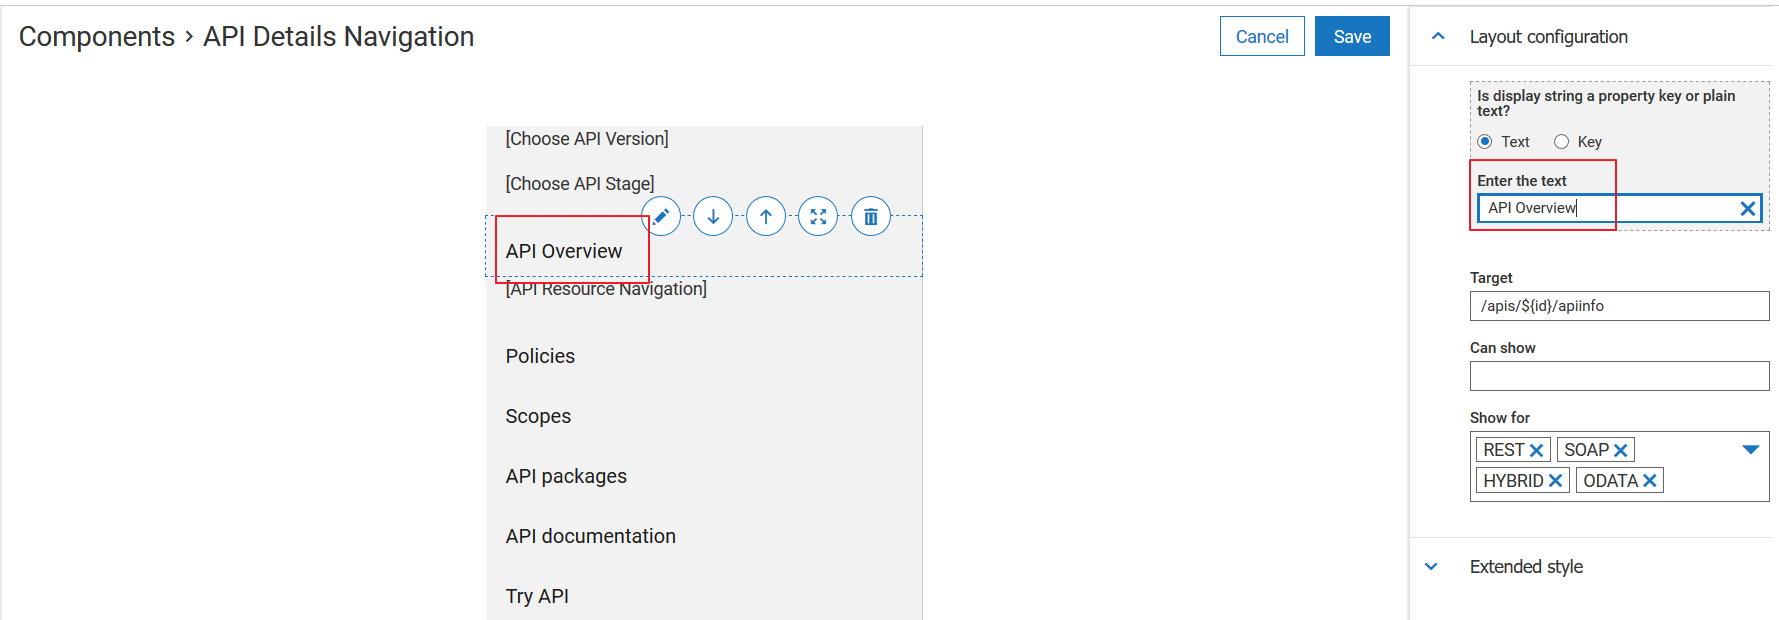 Components › API Details Navigation
Cancel
Save
[Choose API Version]
[Choose API Stage]
API Overview
[API Resource Navigation]
Policies
Scopes
API packages
API documentation
Try API
Layout configuration
Is display string a property key or plain
text?
Text Key
Enter the text
API Overview
Target
/apis/${id}/apiinfo
Can show
Show for
REST SOAP
HYBRID ODATA
Extended style